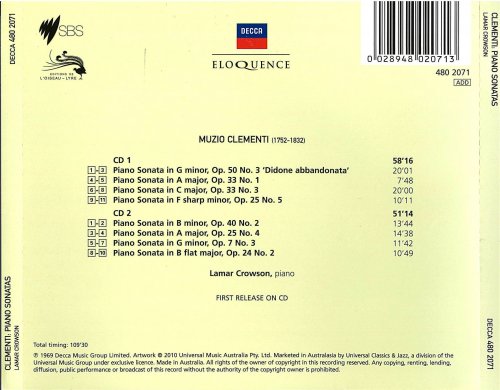 DECCA 480 2071
SBS
EDITIONS DE
L'OISEAU-LYRE
DECCA
ELOQUENCE
0 028948 020713
480 2071
ADD
CLEMENTI: PIANO SONATAS
LAMAR CROWSON
MUZIO CLEMENTI (1752-1832)
CD 1 58'16
1-3 Piano Sonata in G minor, Op. 50 No. 3 'Didone abbandonata' 20'01
4-5 Piano Sonata in A major, Op. 33 No. 1 7'48
6-8 Piano Sonata in C major, Op. 33 No. 3 20'00
9-11 Piano Sonata in F sharp minor, Op. 25 No. 5 10'11
CD 2 51'14
1-2 Piano Sonata in B minor, Op. 40 No. 2 13'44
3-4 Piano Sonata in A major, Op. 25 No. 4 14'38
5-7 Piano Sonata in G minor, Op. 7 No. 3 11'42
8-10 Piano Sonata in B flat major, Op. 24 No. 2 10'49
Lamar Crowson, piano
FIRST RELEASE ON CD
Total timing: 109'30
℗ 1969 Decca Music Group Limited. Artwork © 2010 Universal Music Australia Pty. Ltd. Marketed in Australasia by Universal Classics & Jazz, a division of the
Universal Music Group under exclusive licence. Made in Australia. All rights of the owner of copyright in this recording reserved. Any copying, renting, lending,
diffusion, public performance or broadcast of this record without the authority of the copyright owner is prohibited.
CLEMENTI: PIANO SONATAS
LAMAR CROWSON
DECCA 480 2071